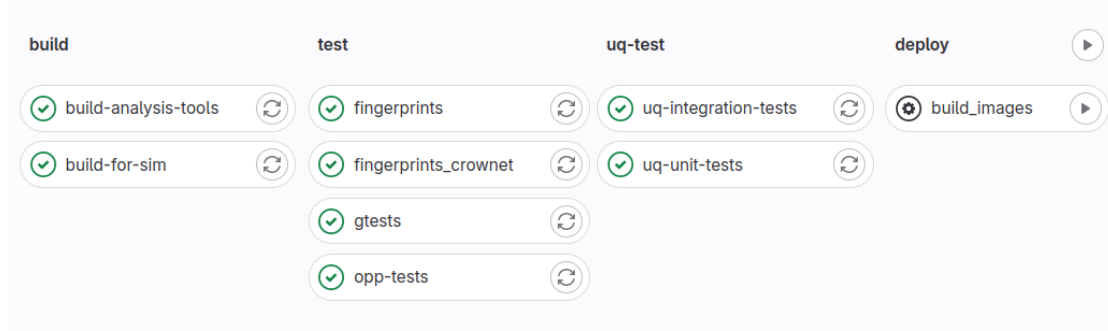 build
test
uq-test
deploy
build-analysis-tools
fingerprints
uq-integration-tests
build_images
build-for-sim
fingerprints_crownet
uq-unit-tests
gtests
opp-tests